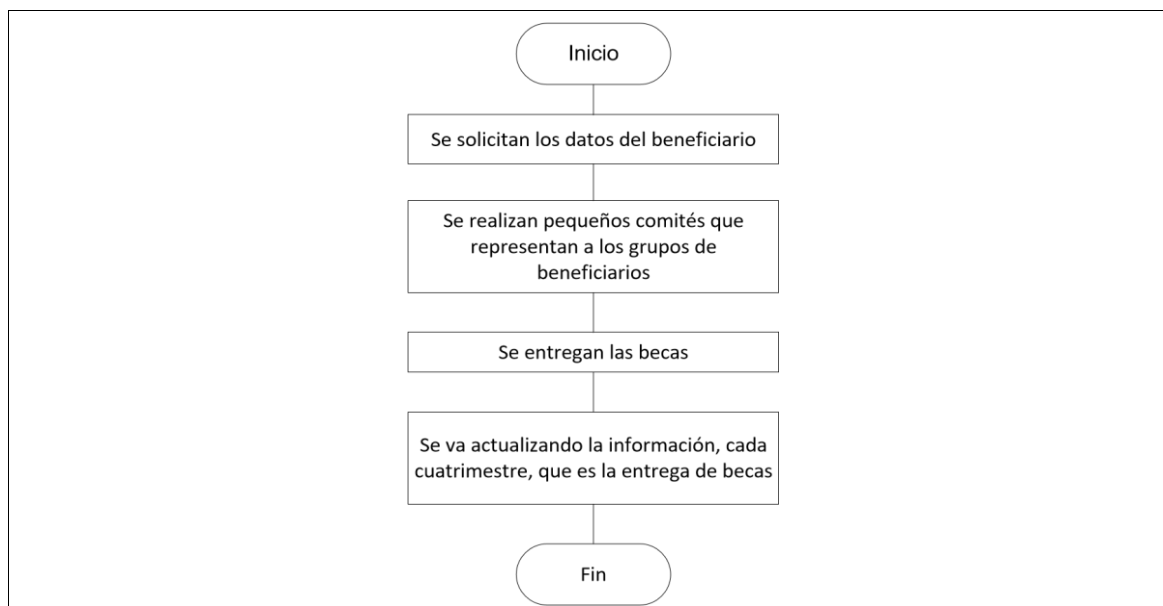 Inicio
Se solicitan los datos del beneficiario
Se realizan pequeños comités que
representan a los grupos de
beneficiarios
Se entregan las becas
Se va actualizando la información, cada
cuatrimestre, que es la entrega de becas
Fin